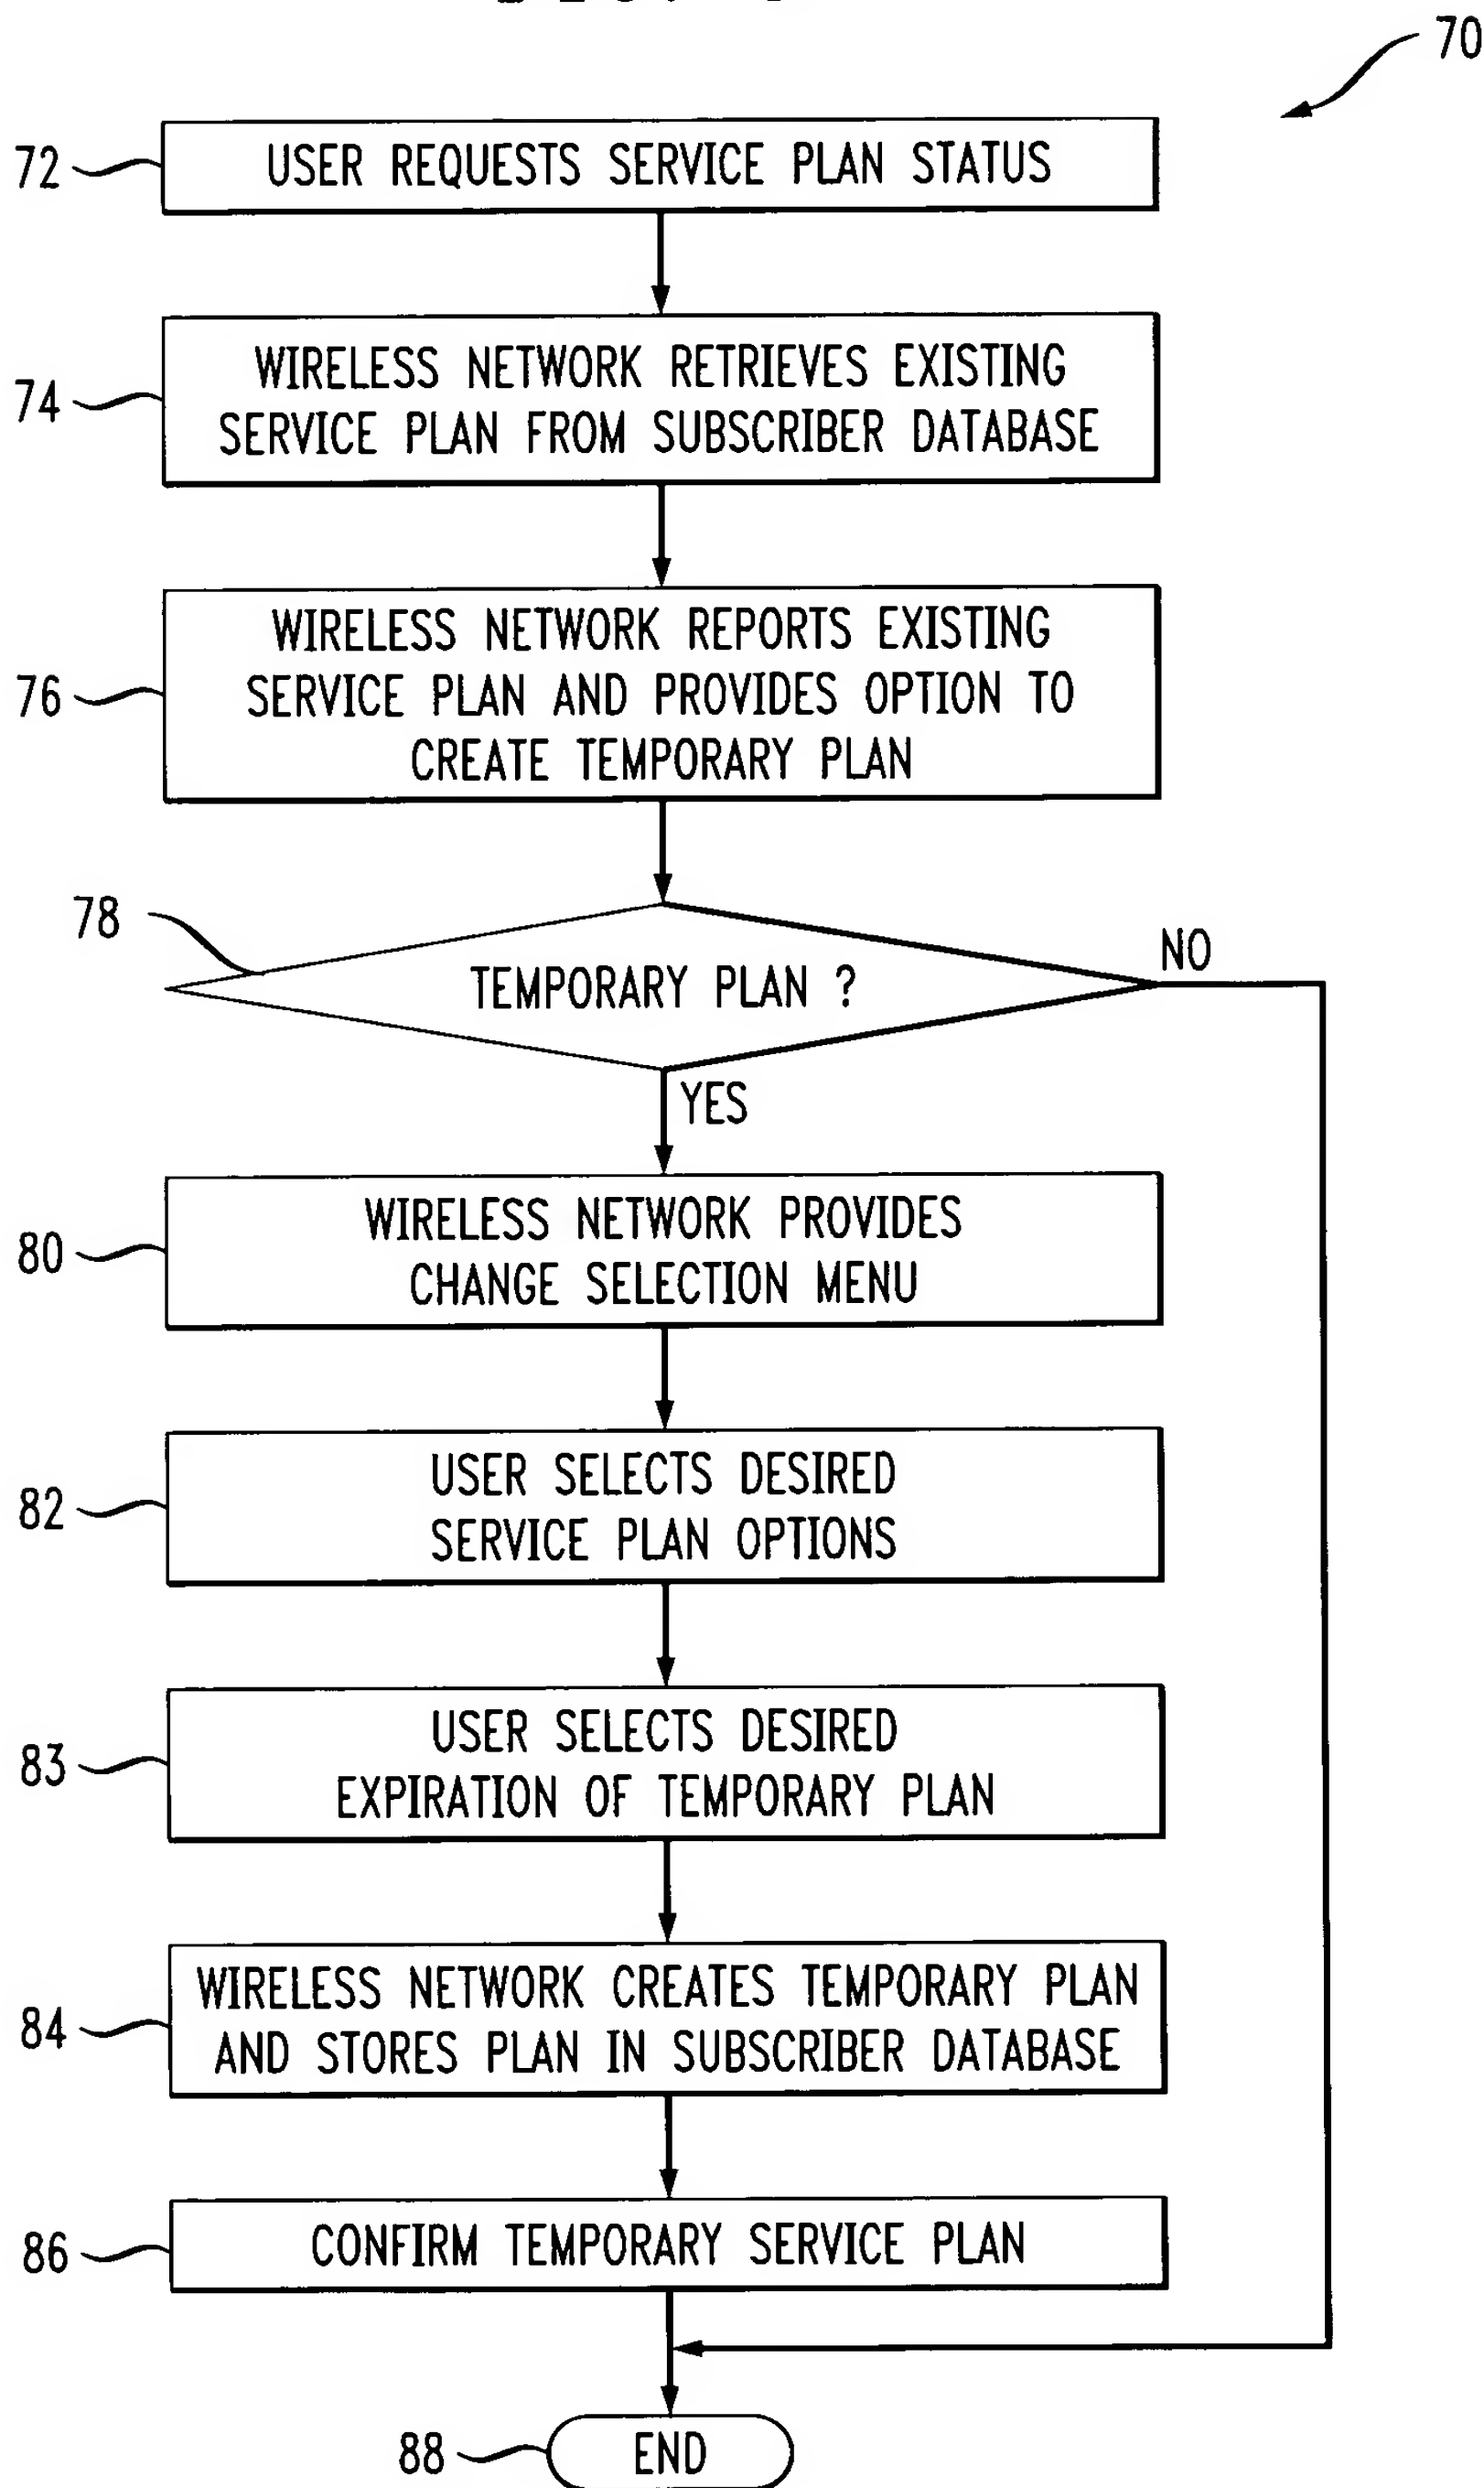 70
72
USER REQUESTS SERVICE PLAN STATUS
74
WIRELESS NETWORK RETRIEVES EXISTING
SERVICE PLAN FROM SUBSCRIBER DATABASE
76
WIRELESS NETWORK REPORTS EXISTING
SERVICE PLAN AND PROVIDES OPTION TO
CREATE TEMPORARY PLAN
78
TEMPORARY PLAN ?
NO
YES
80
WIRELESS NETWORK PROVIDES
CHANGE SELECTION MENU
82
USER SELECTS DESIRED
SERVICE PLAN OPTIONS
83
USER SELECTS DESIRED
EXPIRATION OF TEMPORARY PLAN
84
WIRELESS NETWORK CREATES TEMPORARY PLAN
AND STORES PLAN IN SUBSCRIBER DATABASE
86
CONFIRM TEMPORARY SERVICE PLAN
88
END